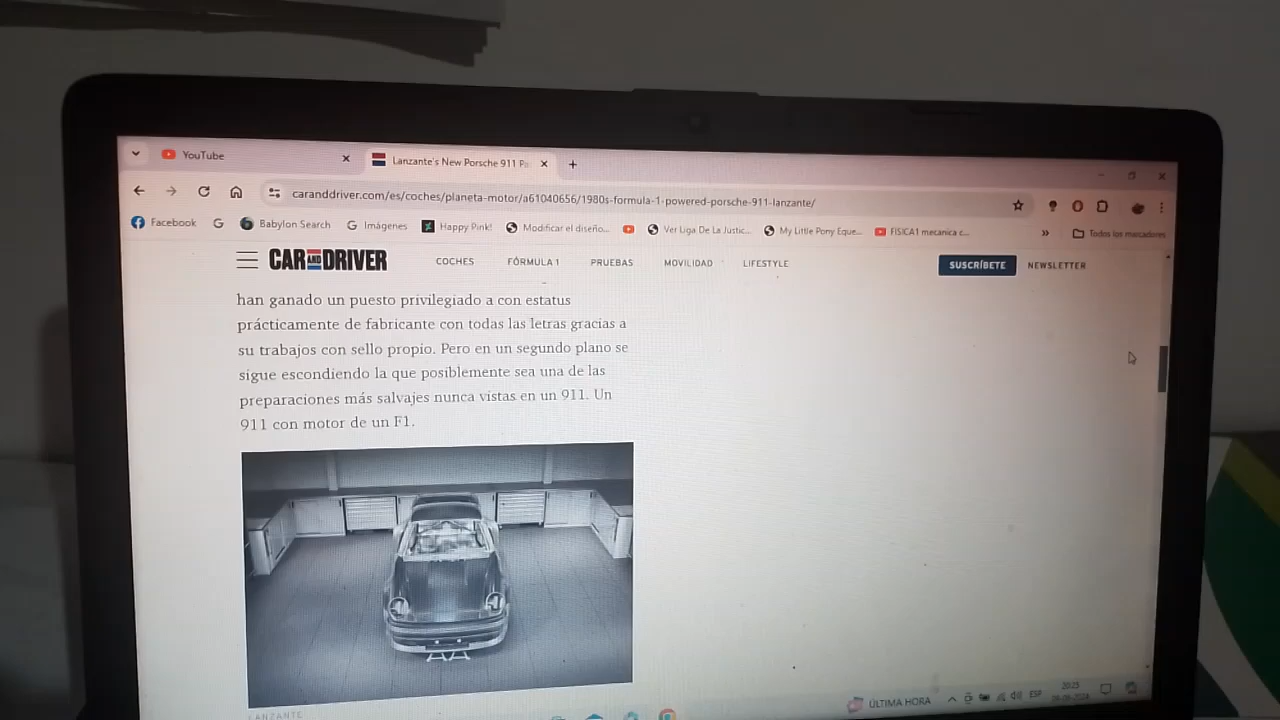 YouTube
Lanzante's New Porsche 911 Po
caranddriver.com/es/coches/planeta-motor/a61040656/1980s-formula-1-powered-porsche-911-lanzante/
Facebook
Babylon Search
Imágenes
Happy Pink!
Modificar el diseño...
Ver Liga De La Justic...
My Little Pony Eque...
FISICA1 mecanica c...
Todos los marcadores
CAR AND DRIVER
COCHES
FÓRMULA 1
PRUEBAS
MOVILIDAD
LIFESTYLE
SUSCRÍBETE
NEWSLETTER
han ganado un puesto privilegiado a con estatus
prácticamente de fabricante con todas las letras gracias a
su trabajos con sello propio. Pero en un segundo plano se
sigue escondiendo la que posiblemente sea una de las
preparaciones más salvajes nunca vistas en un 911. Un
911 con motor de un F1.
LANZANTE
ÚLTIMA HORA
ESP
20:25